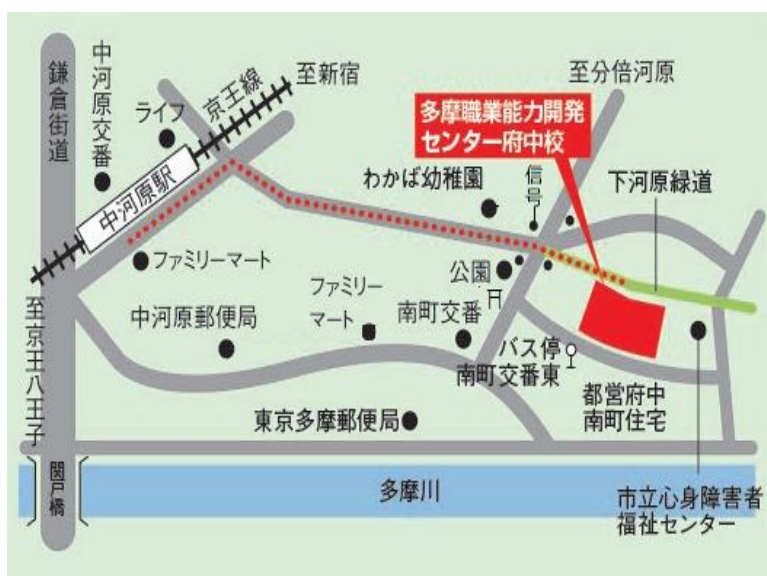 鎌倉街道
中河原交番
ライフ
京王線
至新宿
至分倍河原
多摩職業能力開発
センター府中校
中河原駅
わかば幼稚園
信号
下河原緑道
ファミリーマート
公園
ファミリー
マート
南町交番
中河原郵便局
バス停
南町交番東
至京王八王子
都営府中
南町住宅
東京多摩郵便局
関戸橋
多摩川
市立心身障害者
福祉センター